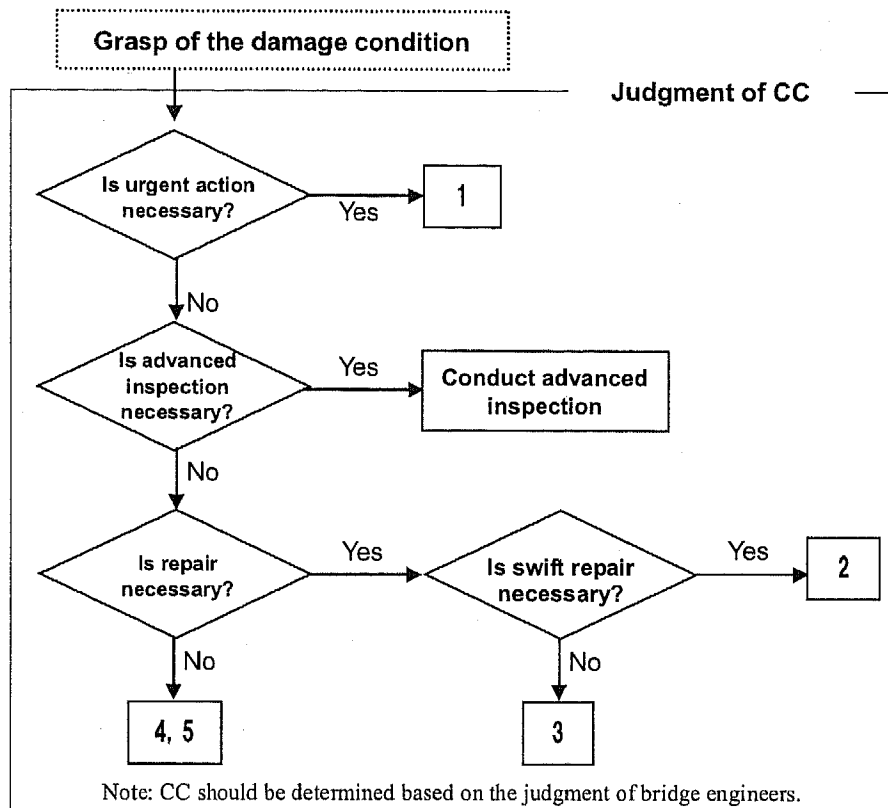 Grasp of the damage condition
Judgment of CC
Is urgent action
necessary?
Yes
1
No
Is advanced
inspection
necessary?
Yes
Conduct advanced
inspection
No
Is repair
necessary?
Yes
Is swift repair
necessary?
Yes
2
No
No
4, 5
3
Note: CC should be determined based on the judgment of bridge engineers.